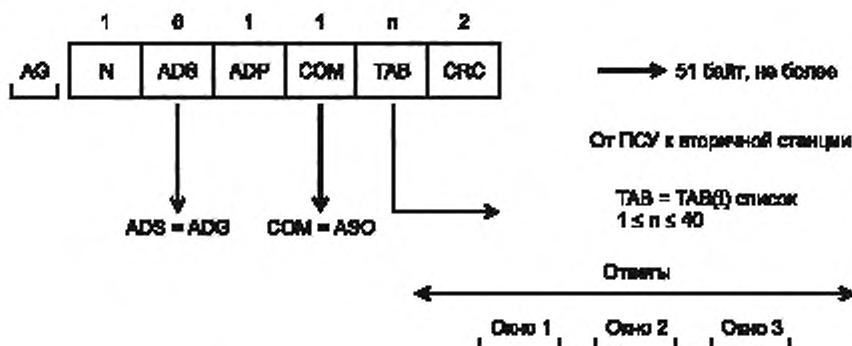 1 6 1 1 n 2
AG N ADS ADP COM TAB CRC
51 байт, не более
От ПСУ к вторичной станции
TAB = TAB(i) список
1 ≤ n ≤ 40
ADS = ADG COM = ASO
Ответы
Окно 1 Окно 2 Окно 3